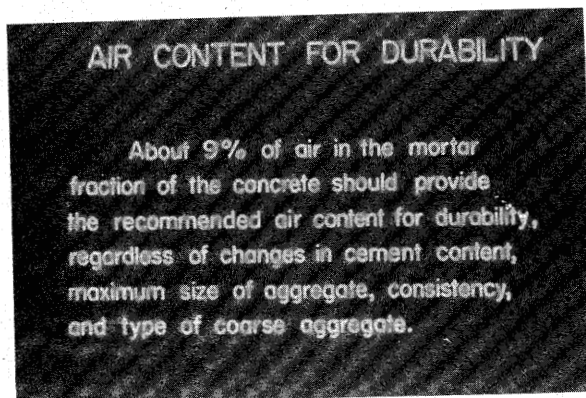 AIR CONTENT FOR DURABILITY
About 9% of air in the mortar
fraction of the concrete should provide
the recommended air content for durability,
regardless of changes in cement content,
maximum size of aggregate, consistency,
and type of coarse aggregate.